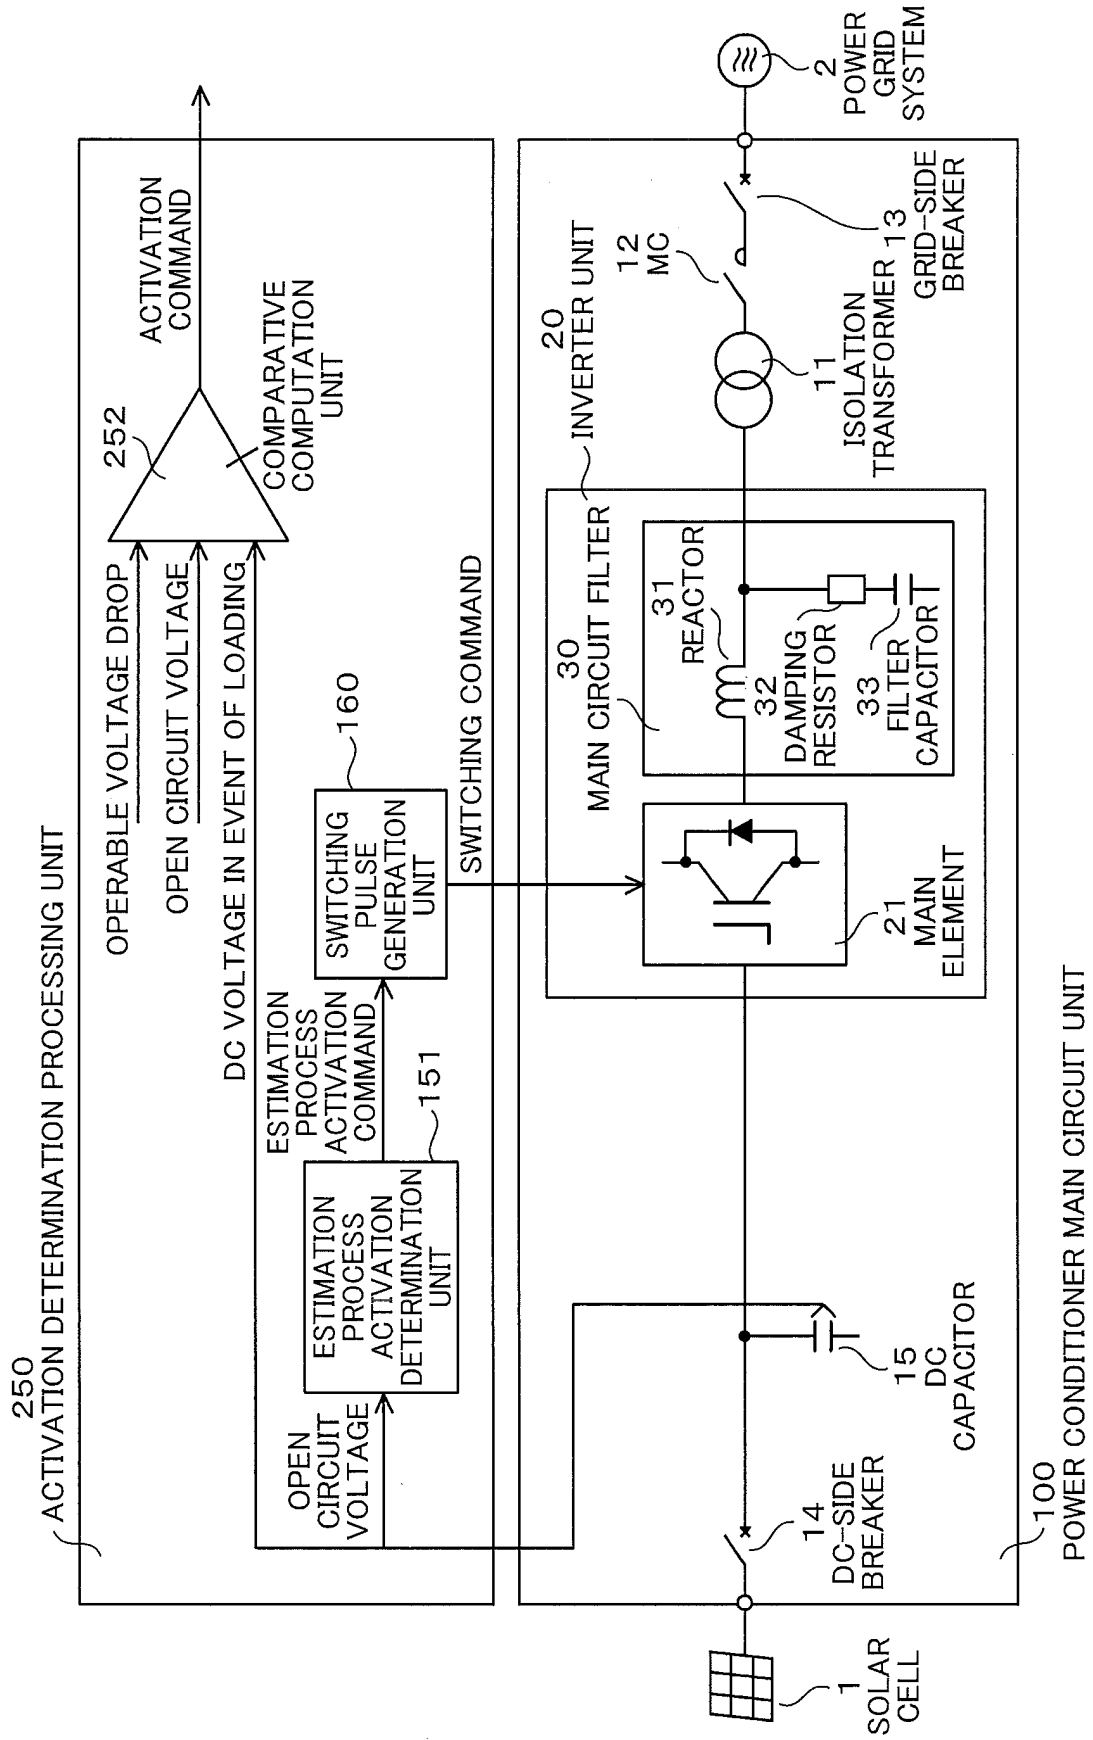 250
ACTIVATION DETERMINATION PROCESSING UNIT
OPERABLE VOLTAGE DROP
OPEN CIRCUIT VOLTAGE
DC VOLTAGE IN EVENT OF LOADING
252
COMPARATIVE
COMPUTATION
UNIT
ACTIVATION
COMMAND
OPEN
CIRCUIT
VOLTAGE
ESTIMATION
PROCESS
ACTIVATION
DETERMINATION
UNIT
151
ESTIMATION
PROCESS
ACTIVATION
COMMAND
SWITCHING
PULSE
GENERATION
UNIT
160
SWITCHING COMMAND
20
INVERTER UNIT
30
MAIN CIRCUIT FILTER
31
REACTOR
32
DAMPING
RESISTOR
33
FILTER
CAPACITOR
21
MAIN
ELEMENT
12
MC
11
ISOLATION
TRANSFORMER
13
GRID-SIDE
BREAKER
2
POWER
GRID
SYSTEM
1
SOLAR
CELL
14
DC-SIDE
BREAKER
15
DC
CAPACITOR
100
POWER CONDITIONER MAIN CIRCUIT UNIT